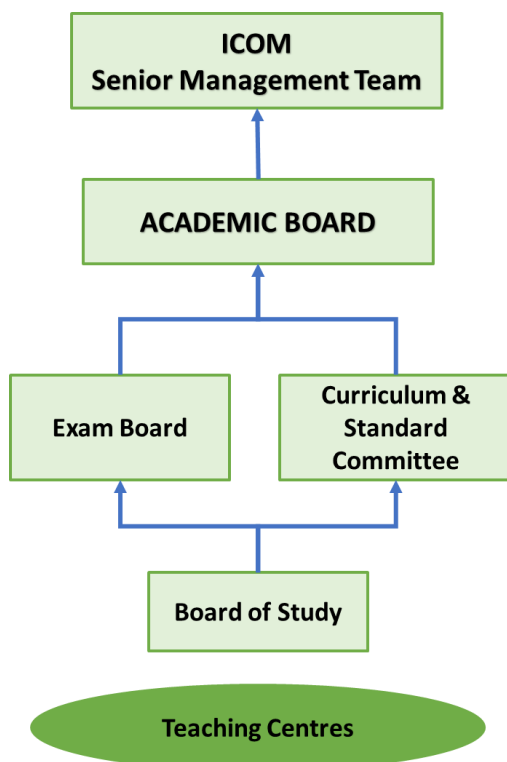 ICOM
Senior Management Team
ACADEMIC BOARD
Exam Board
Curriculum &
Standard
Committee
Board of Study
Teaching Centres